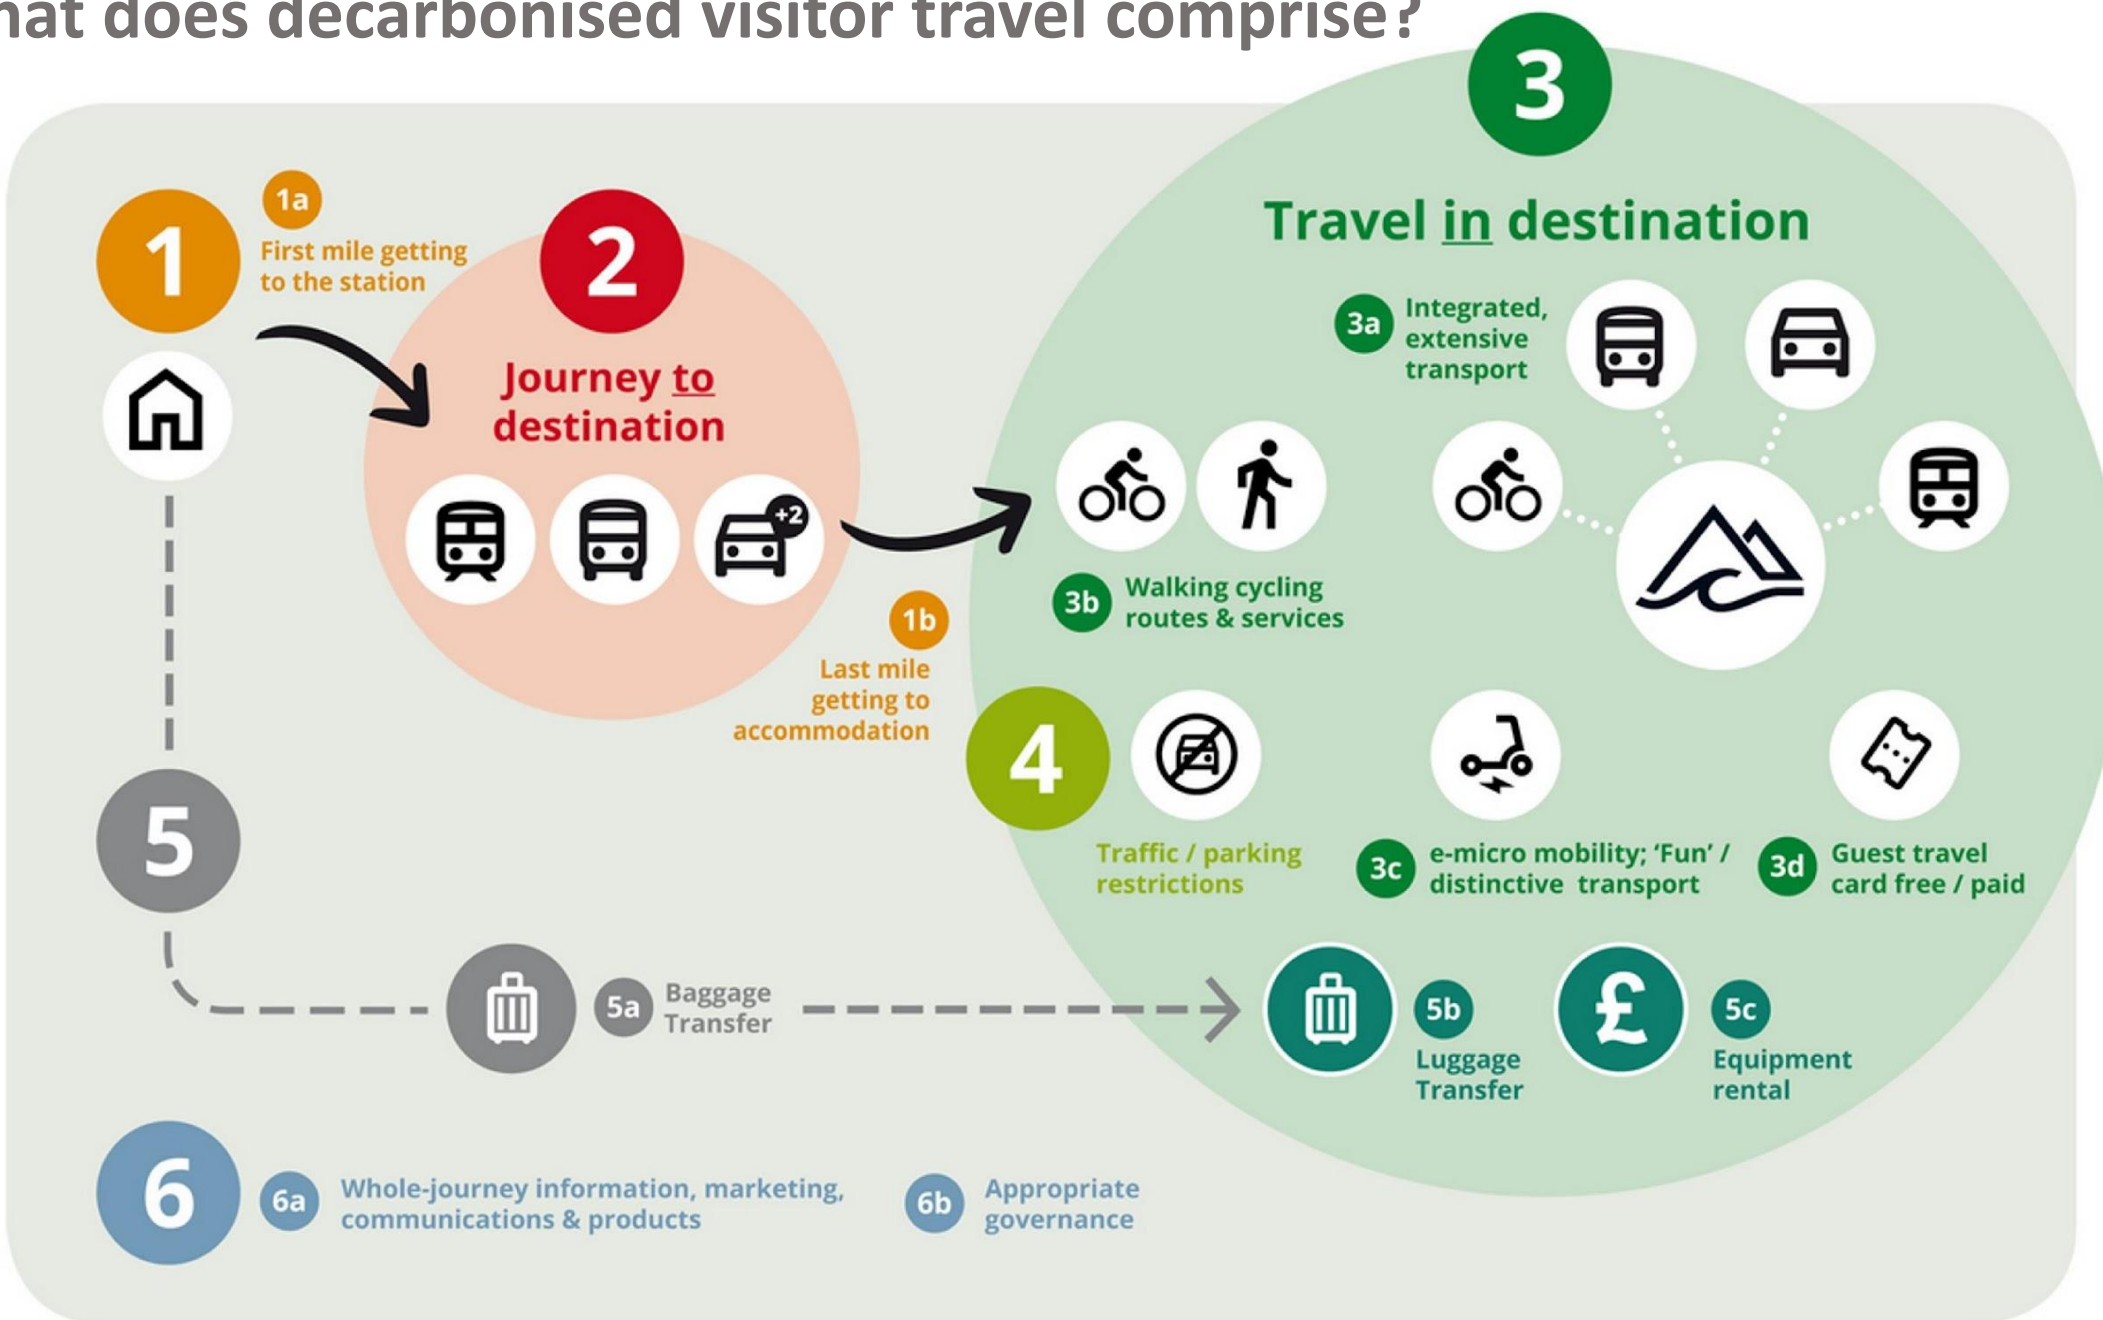 hat does decarbonised visitor travel comprise?
1
1a
First mile getting
to the station
2
Journey to
destination
+2
1b
Last mile
getting to
accommodation
3
Travel in destination
3a
Integrated,
extensive
transport
3b
Walking cycling
routes & services
4
Traffic / parking
restrictions
3c
e-micro mobility; ‘Fun’ /
distinctive transport
3d
Guest travel
card free / paid
5
5a
Baggage
Transfer
5b
Luggage
Transfer
£
5c
Equipment
rental
6
6a
Whole-journey information, marketing,
communications & products
6b
Appropriate
governance